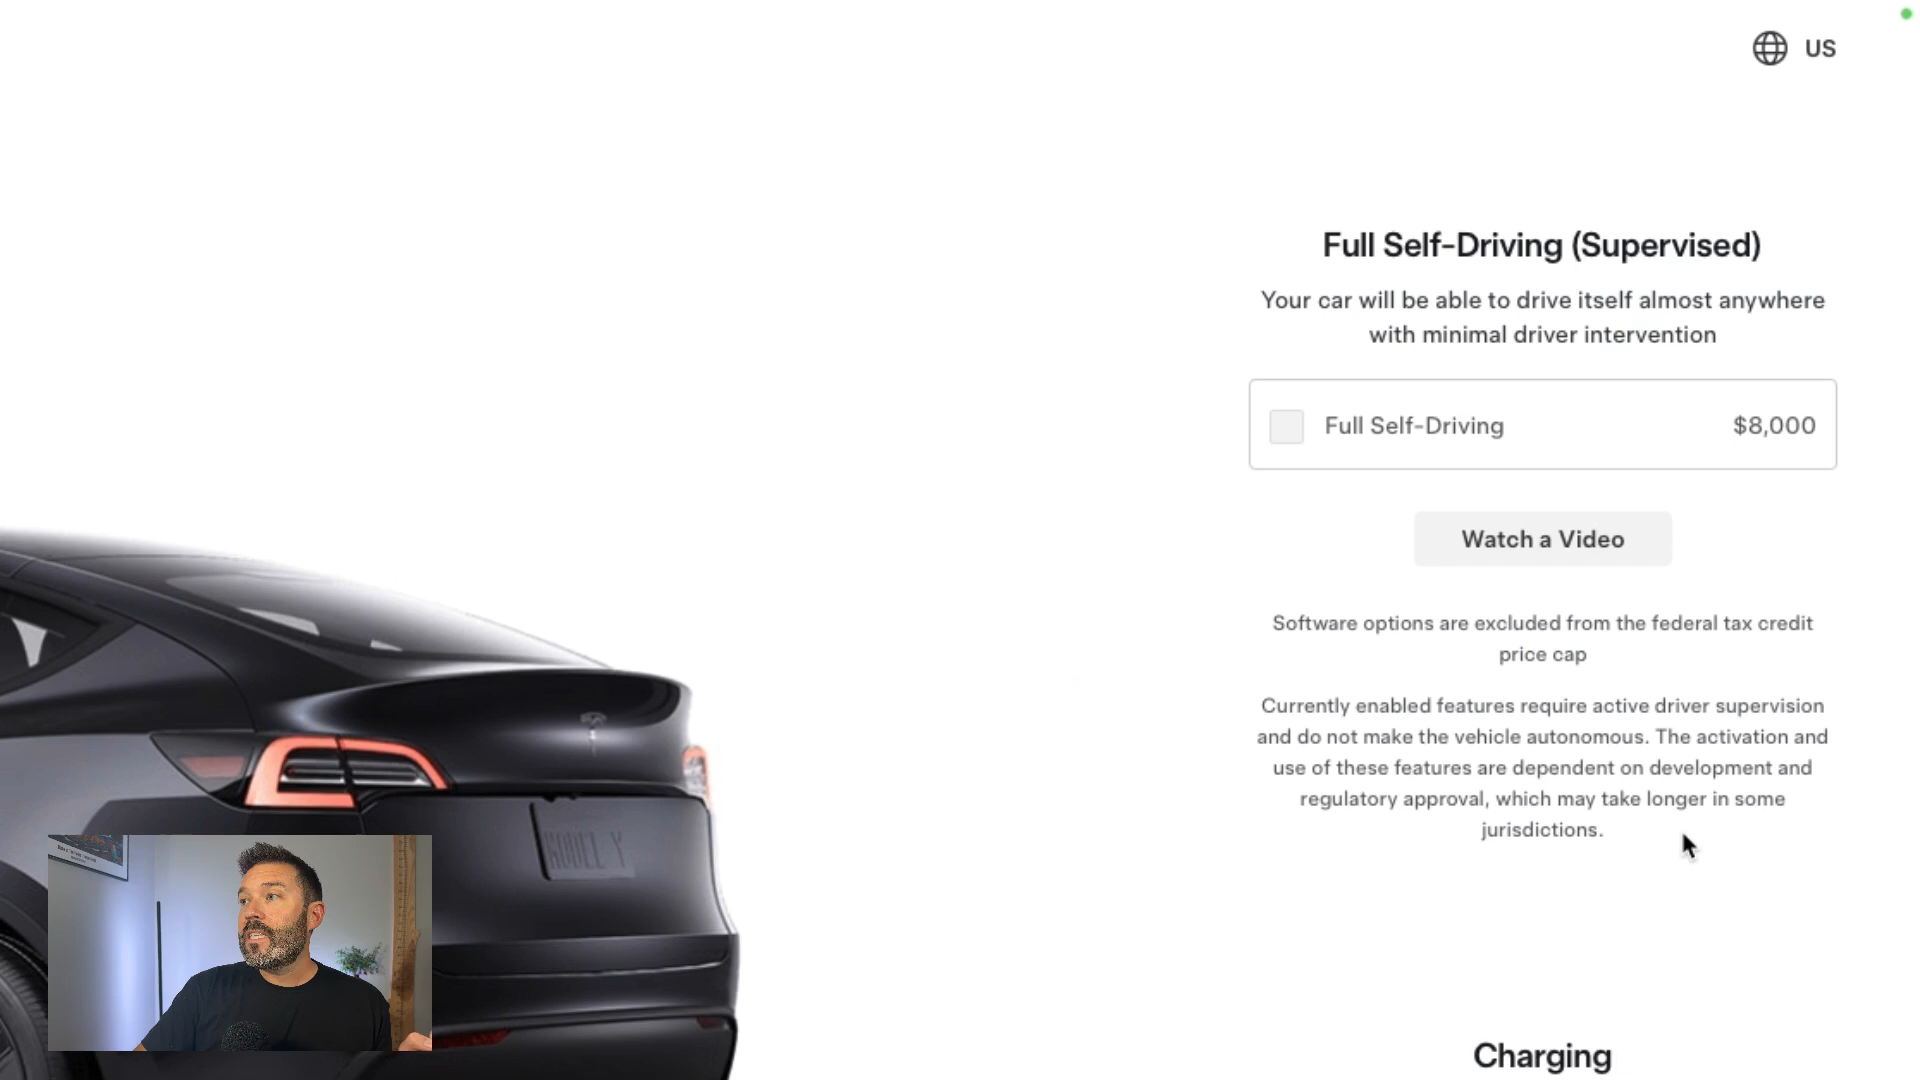 US
Full Self-Driving (Supervised)
Your car will be able to drive itself almost anywhere
with minimal driver intervention
Full Self-Driving $8,000
Watch a Video
Software options are excluded from the federal tax credit
price cap
Currently enabled features require active driver supervision
and do not make the vehicle autonomous. The activation and
use of these features are dependent on development and
regulatory approval, which may take longer in some
jurisdictions.
MODEL Y
Charging